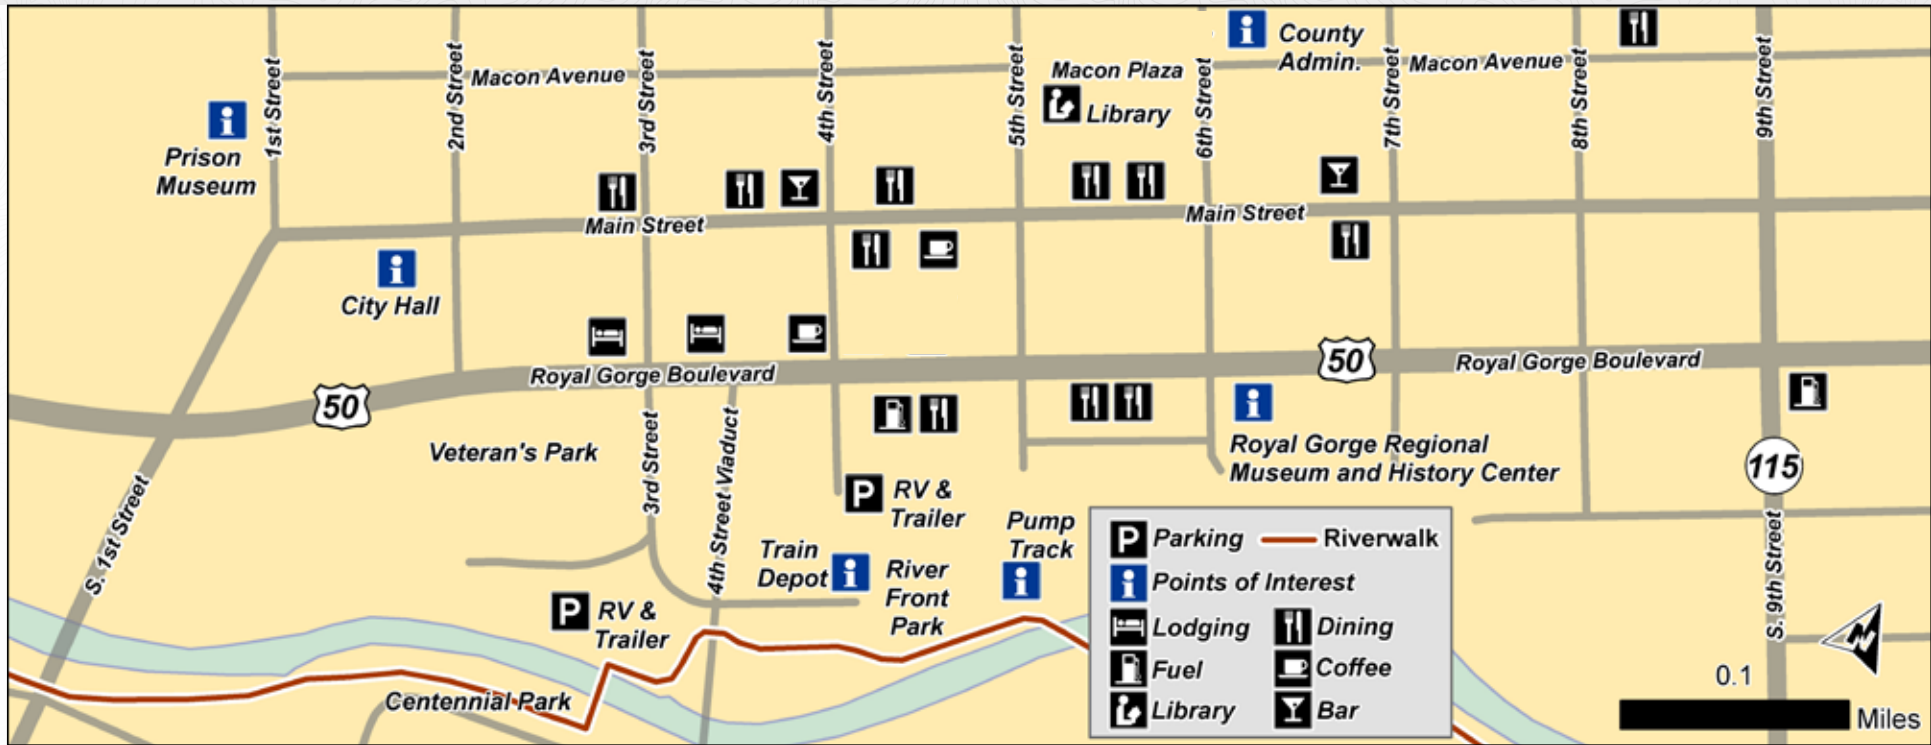 County
Admin.
Macon Avenue
Macon Plaza
Macon Avenue
1st Street
2nd Street
3rd Street
4th Street
5th Street
6th Street
7th Street
8th Street
9th Street
Library
Prison
Museum
Main Street
Main Street
City Hall
50
Royal Gorge Boulevard
Royal Gorge Boulevard
50
Veteran's Park
3rd Street
4th Street Viaduct
Royal Gorge Regional
Museum and History Center
115
S. 1st Street
P
RV &
Trailer
Pump
Track
Train
Depot
River
Front
Park
P
RV &
Trailer
Centennial Park
P
Parking
Riverwalk
Points of Interest
Lodging
Dining
Fuel
Coffee
Library
Bar
S. 9th Street
N
0.1
Miles